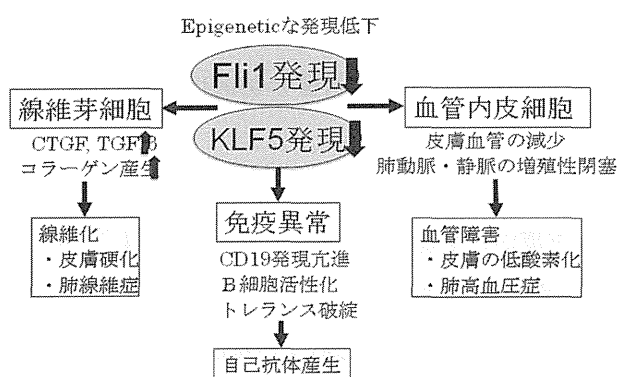 Epigeneticな発現低下
Fli1発現
KLF5発現
線維芽細胞
CTGF, TGFβ
コラーゲン産生
線維化
・皮膚硬化
・肺線維症
免疫異常
CD19発現亢進
B細胞活性化
トレランス破綻
自己抗体産生
血管内皮細胞
皮膚血管の減少
肺動脈・静脈の増殖性閉塞
血管障害
・皮膚の低酸素化
・肺高血圧症